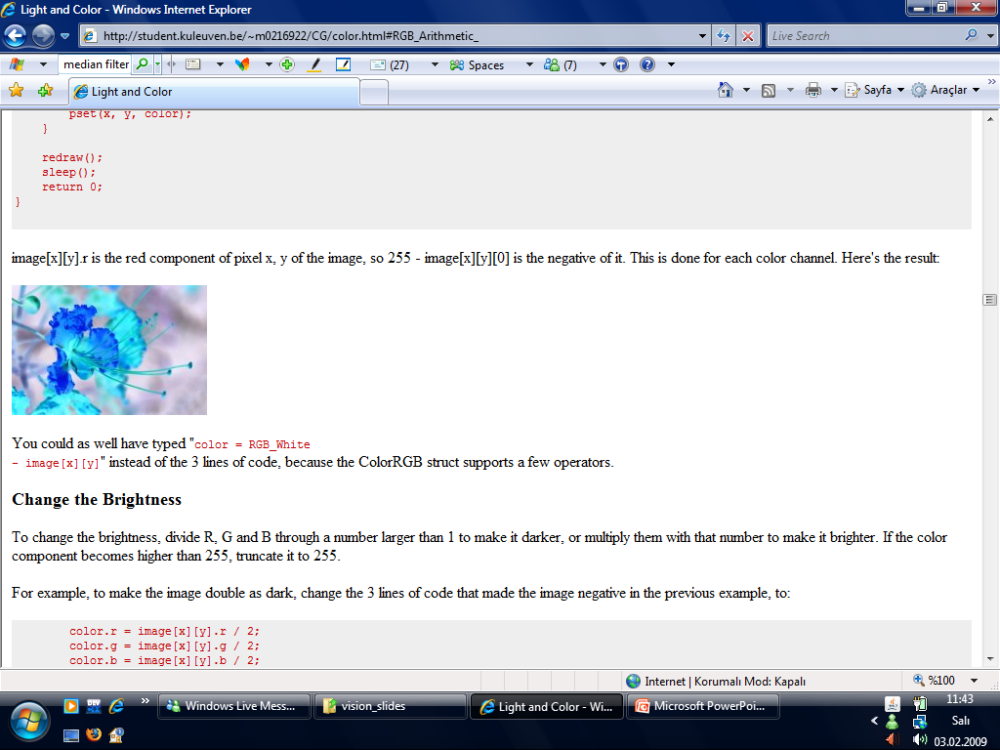 Light and Color - Windows Internet Explorer
http://student.kuleuven.be/~m0216922/CG/color.html#RGB_Arithmetic_
Live Search
median filter
(27)
Spaces
(7)
Light and Color
Sayfa
Araçlar
pset(x, y, color);
}
redraw();
sleep();
return 0;
}
image[x][y].r is the red component of pixel x, y of the image, so 255 - image[x][y][0] is the negative of it. This is done for each color channel. Here's the result:
You could as well have typed "color = RGB_White
- image[x][y]" instead of the 3 lines of code, because the ColorRGB struct supports a few operators.
Change the Brightness
To change the brightness, divide R, G and B through a number larger than 1 to make it darker, or multiply them with that number to make it brighter. If the color
component becomes higher than 255, truncate it to 255.
For example, to make the image double as dark, change the 3 lines of code that made the image negative in the previous example, to:
color.r = image[x][y].r / 2;
color.g = image[x][y].g / 2;
color.b = image[x][y].b / 2;
Internet | Korumalı Mod: Kapalı
%100
Windows Live Mess...
vision_slides
Light and Color - Wi...
Microsoft PowerPoi...
11:43
Salı
03.02.2009